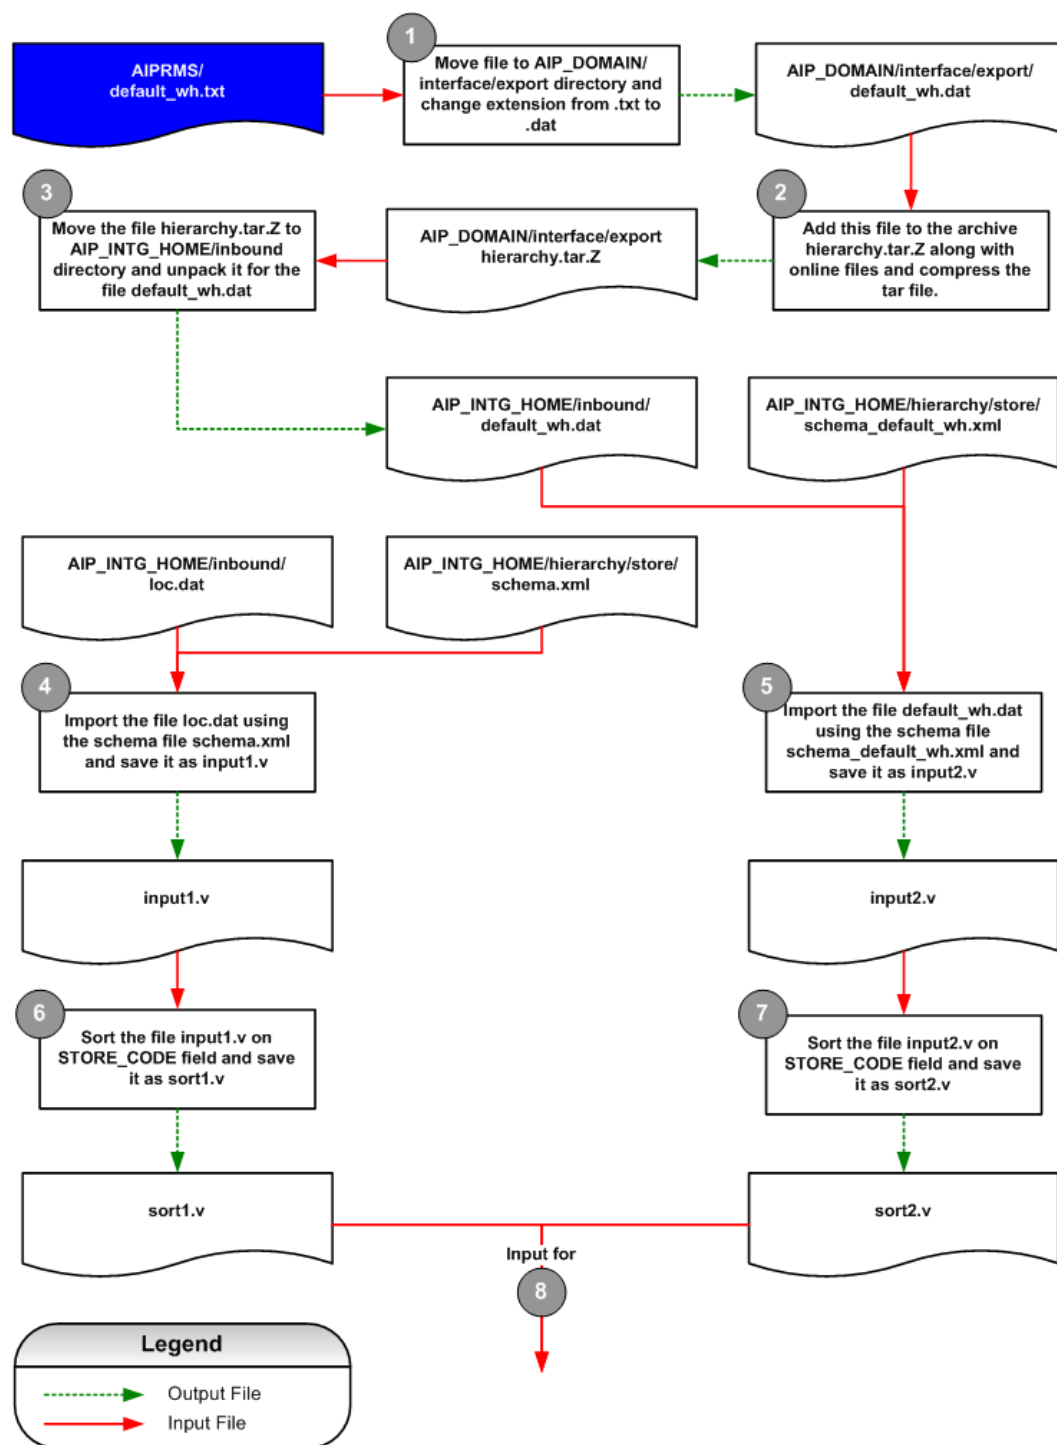 AIPRMS/
default_wh.txt
1
Move file to AIP_DOMAIN/
interface/export directory and
change extension from .txt to
.dat
AIP_DOMAIN/interface/export/
default_wh.dat
3
Move the file hierarchy.tar.Z to
AIP_INTG_HOME/inbound
directory and unpack it for the
file default_wh.dat
AIP_DOMAIN/interface/export
hierarchy.tar.Z
2
Add this file to the archive
hierarchy.tar.Z along with
online files and compress the
tar file.
AIP_INTG_HOME/inbound/
default_wh.dat
AIP_INTG_HOME/hierarchy/store/
schema_default_wh.xml
AIP_INTG_HOME/inbound/
loc.dat
AIP_INTG_HOME/hierarchy/store/
schema.xml
4
Import the file loc.dat using
the schema file schema.xml
and save it as input1.v
5
Import the file default_wh.dat
using the schema file
schema_default_wh.xml and
save it as input2.v
input1.v
input2.v
6
Sort the file input1.v on
STORE_CODE field and save
it as sort1.v
7
Sort the file input2.v on
STORE_CODE field and save
it as sort2.v
sort1.v
sort2.v
Input for
8
Legend
Output File
Input File